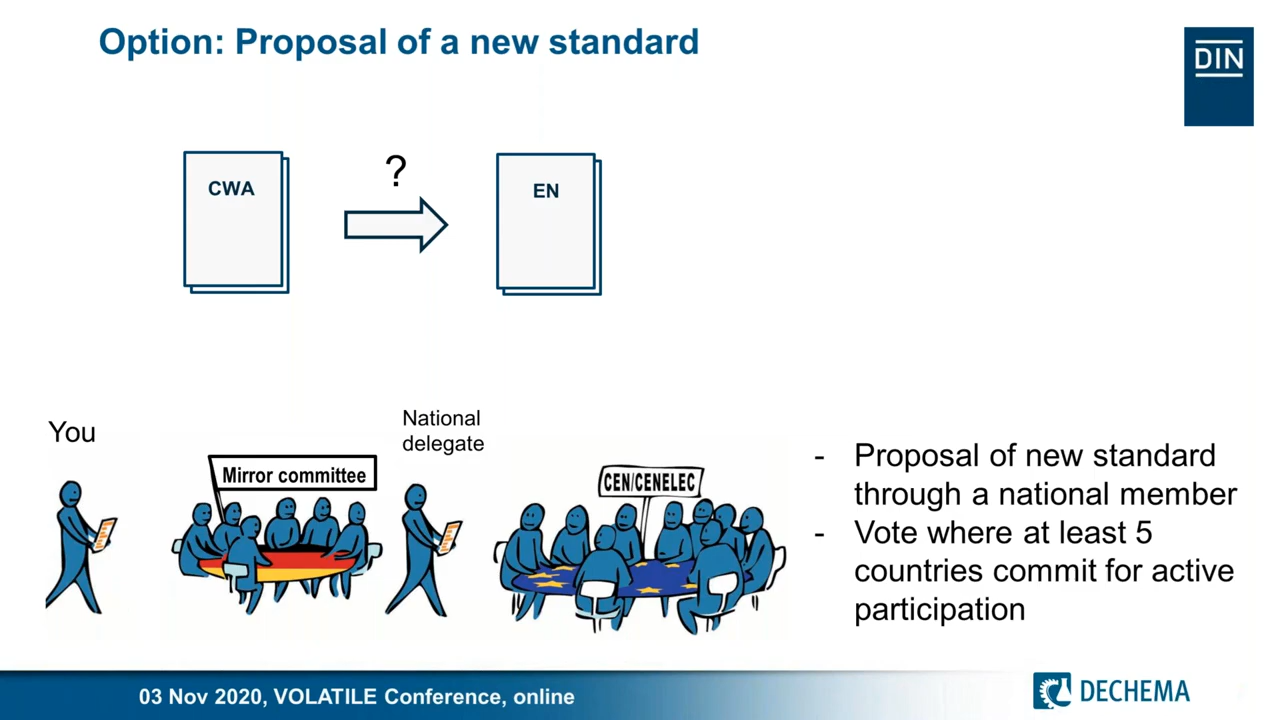 Option: Proposal of a new standard
DIN
CWA
?
EN
You
Mirror committee
National
delegate
CEN/CENELEC
- Proposal of new standard
through a national member
- Vote where at least 5
countries commit for active
participation
03 Nov 2020, VOLATILE Conference, online
DECHEMA